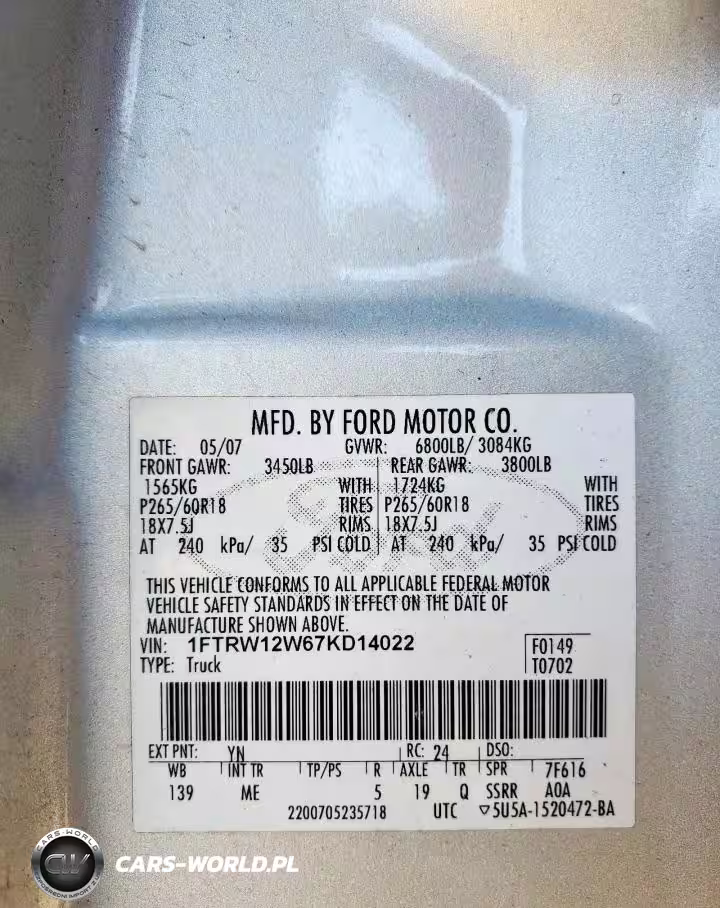 MFD. BY FORD MOTOR CO.
DATE: 05/07 GVWR: 6800LB/ 3084KG
FRONT GAWR: 3450LB REAR GAWR: 3800LB
1565KG WITH 1724KG WITH
P265/60R18 TIRES P265/60R18 TIRES
18X7.5J RIMS 18X7.5J RIMS
AT 240 kPa/ 35 PSI COLD AT 240 kPa/ 35 PSI COLD
Ford
THIS VEHICLE CONFORMS TO ALL APPLICABLE FEDERAL MOTOR
VEHICLE SAFETY STANDARDS IN EFFECT ON THE DATE OF
MANUFACTURE SHOWN ABOVE.
VIN: 1FTRW12W67KD14022 F0149
TYPE: Truck T0702
EXT PNT: YN RC: 24 DSO:
WB INT TR TP/PS R AXLE TR SPR 7F616
139 ME 5 19 Q SSRR A0A
2200705235718 UTC ▽5U5A-1520472-BA
CARS-WORLD
CW
CARS-WORLD.PL